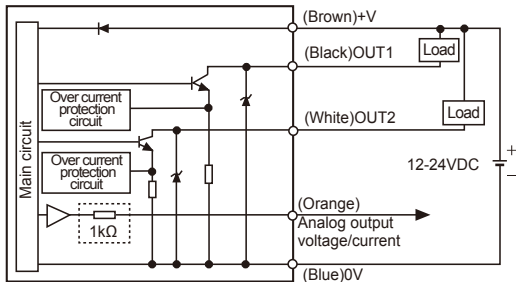 (Brown)+V
(Black)OUT1
Load
Over current
protection
circuit
(White)OUT2
Load
Main circuit
Over current
protection
circuit
12-24VDC
+
−
(Orange)
Analog output
voltage/current
1kΩ
(Blue)0V